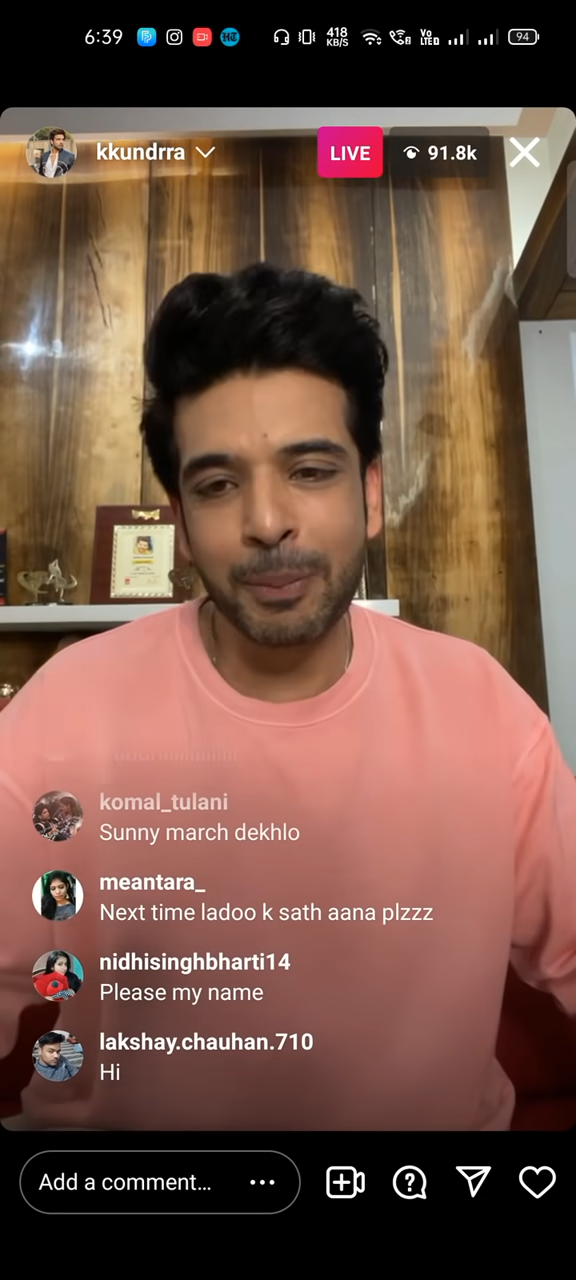 6:39
HT
418
KB/S
Vo
LTE
94
kkundrra
LIVE
91.8k
komal_tulani
Sunny march dekhlo
meantara_
Next time ladoo k sath aana plzzz
nidhisinghbharti14
Please my name
lakshay.chauhan.710
Hi
Add a comment...